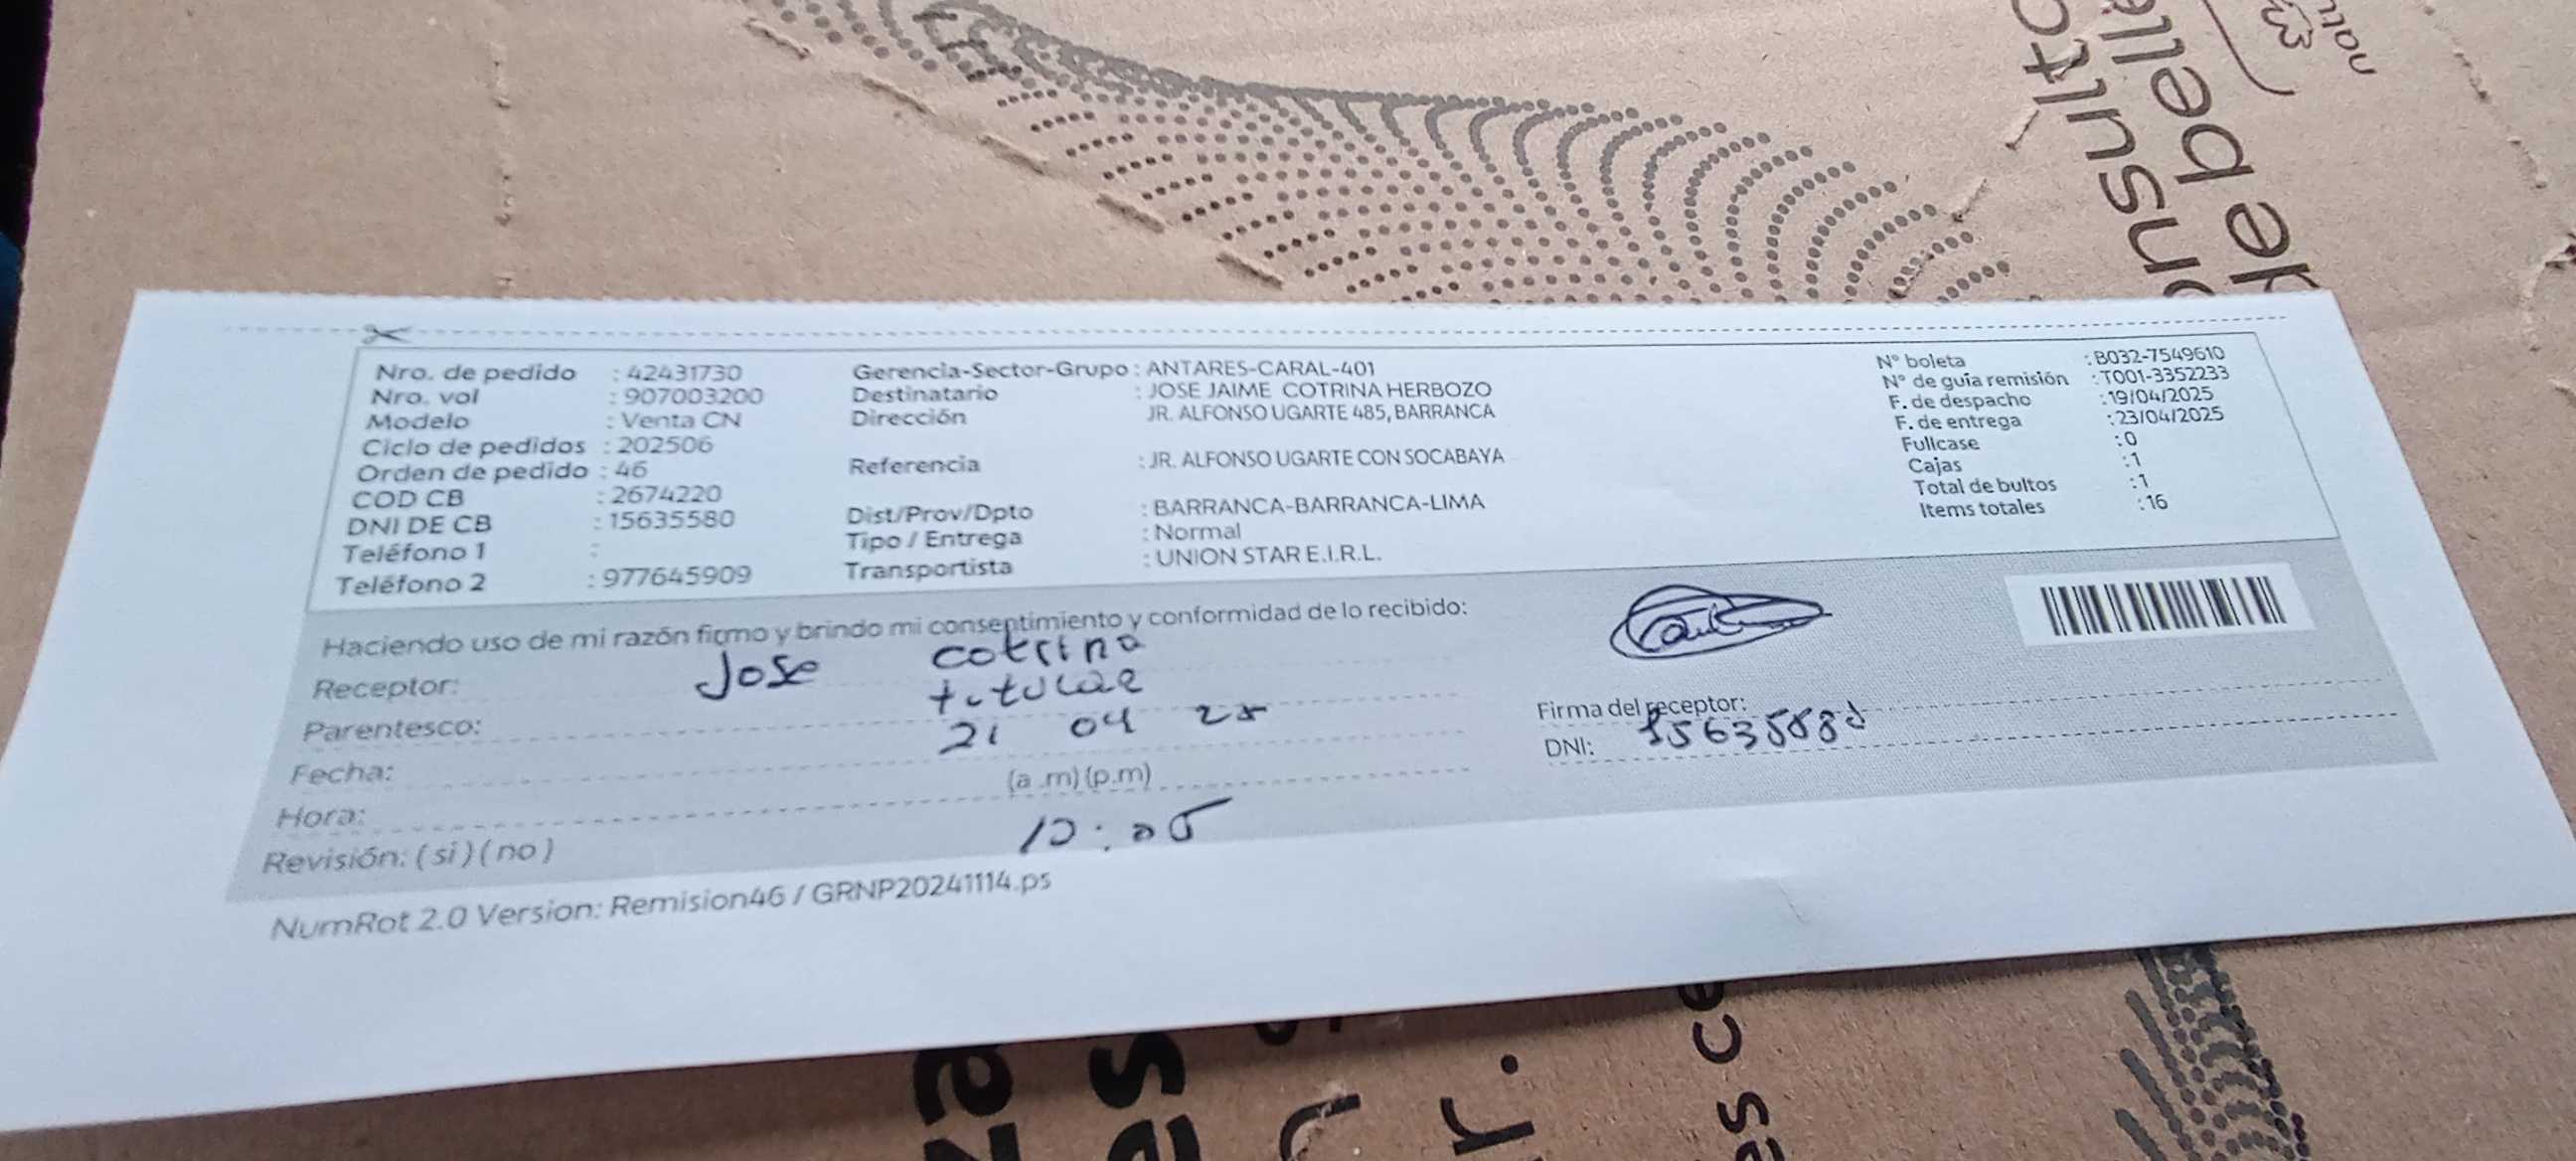 Nro. de pedido : 42431730
Nro. vol : 907003200
Modelo : Venta CN
Ciclo de pedidos : 202506
Orden de pedido : 46
COD CB : 2674220
DNI DE CB : 15635580
Teléfono 1 :
Teléfono 2 : 977645909
Gerencia-Sector-Grupo : ANTARES-CARAL-401
Destinatario : JOSE JAIME COTRINA HERBOZO
Dirección JR. ALFONSO UGARTE 485, BARRANCA
Referencia : JR. ALFONSO UGARTE CON SOCABAYA
Dist/Prov/Dpto : BARRANCA-BARRANCA-LIMA
Tipo / Entrega : Normal
Transportista : UNION STAR E.I.R.L.
N° boleta : B032-7549610
N° de guía remisión : T001-3352233
F. de despacho : 19/04/2025
F. de entrega : 23/04/2025
Fullcase : 0
Cajas : 1
Total de bultos : 1
Items totales : 16
Haciendo uso de mi razón firmo y brindo mi consentimiento y conformidad de lo recibido:
Receptor: Jose cotrina
Parentesco: titular
Fecha: 21 04 25
Hora: (a .m) (p.m)
Revisión: ( si ) ( no )
Firma del receptor:
DNI: 15635580
NumRot 2.0 Version: Remision46 / GRNP20241114.ps
de belle